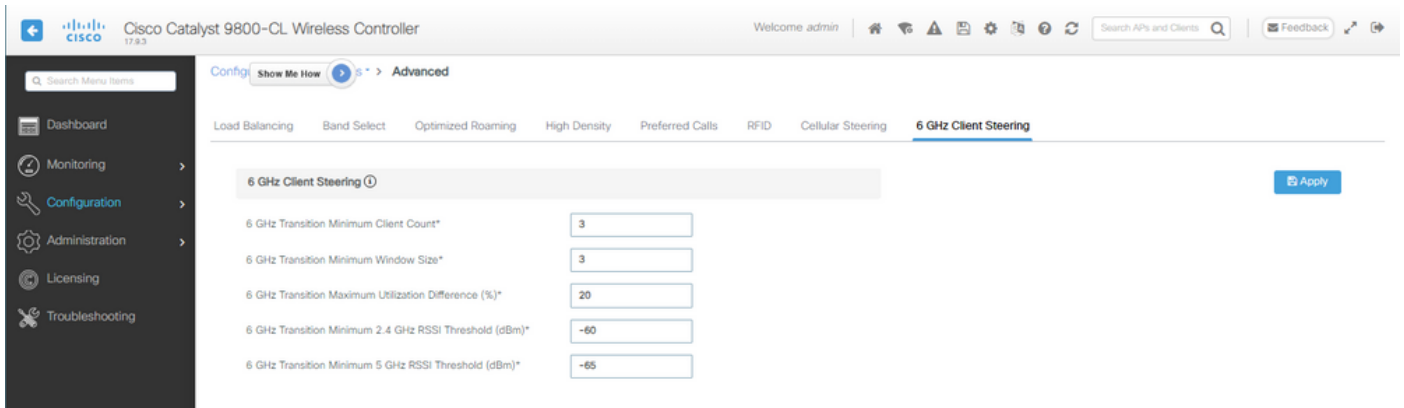 CISCO
Cisco Catalyst 9800-CL Wireless Controller
17.9.3
Welcome admin
Search APs and Clients
Feedback
Search Menu Items
Dashboard
Monitoring
Configuration
Administration
Licensing
Troubleshooting
Show Me How
> Advanced
Load Balancing Band Select Optimized Roaming High Density Preferred Calls RFID Cellular Steering 6 GHz Client Steering
6 GHz Client Steering
Apply
6 GHz Transition Minimum Client Count* 3
6 GHz Transition Minimum Window Size* 3
6 GHz Transition Maximum Utilization Difference (%)* 20
6 GHz Transition Minimum 2.4 GHz RSSI Threshold (dBm)* -60
6 GHz Transition Minimum 5 GHz RSSI Threshold (dBm)* -65